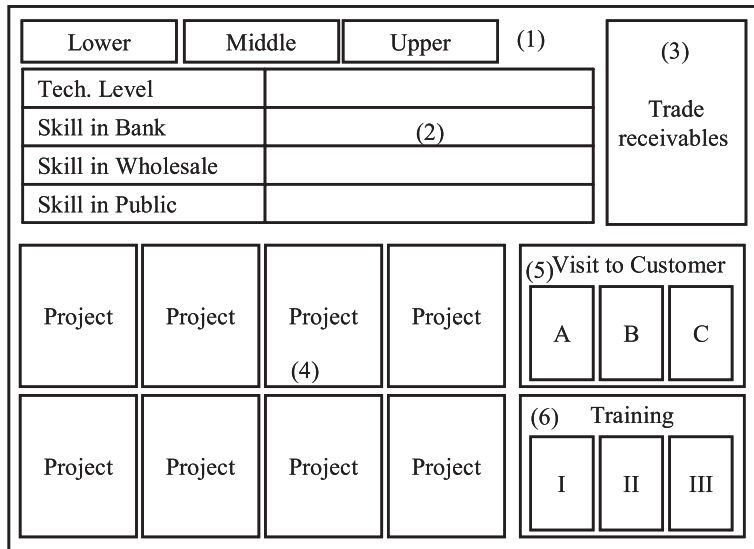 Lower Middle Upper (1)
(3)
Trade
receivables
Tech. Level
Skill in Bank
(2)
Skill in Wholesale
Skill in Public
Project Project Project Project
(4)
Project Project Project Project
(5) Visit to Customer
A B C
(6) Training
I II III